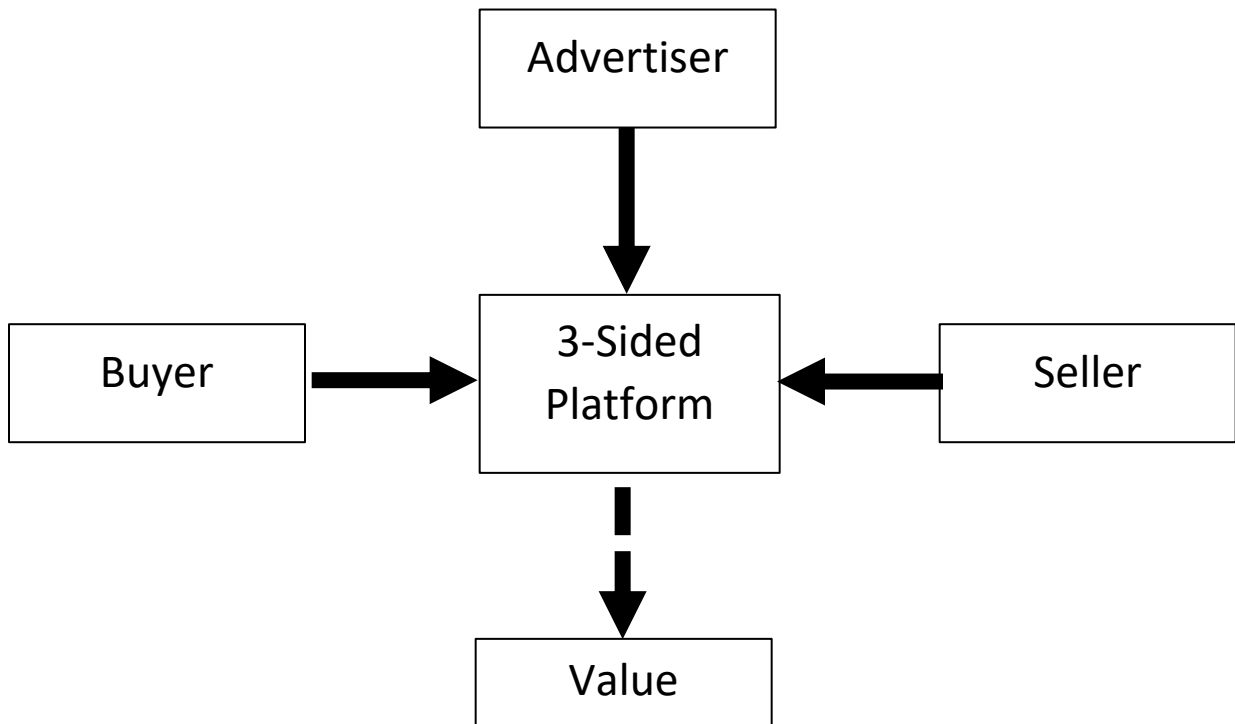 Advertiser
3-Sided
Platform
Buyer
Seller
Value